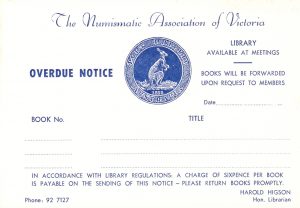 The Numismatic Association of Victoria
LIBRARY
AVAILABLE AT MEETINGS
OVERDUE NOTICE
BOOKS WILL BE FORWARDED
UPON REQUEST TO MEMBERS.
Date
BOOK No.
TITLE
IN ACCORDANCE WITH LIBRARY REGULATIONS: A CHARGE OF SIXPENCE PER BOOK
IS PAYABLE ON THE SENDING OF THIS NOTICE – PLEASE RETURN BOOKS PROMPTLY.
HAROLD HIGSON
Phone: 92 7127
Hon. Librarian